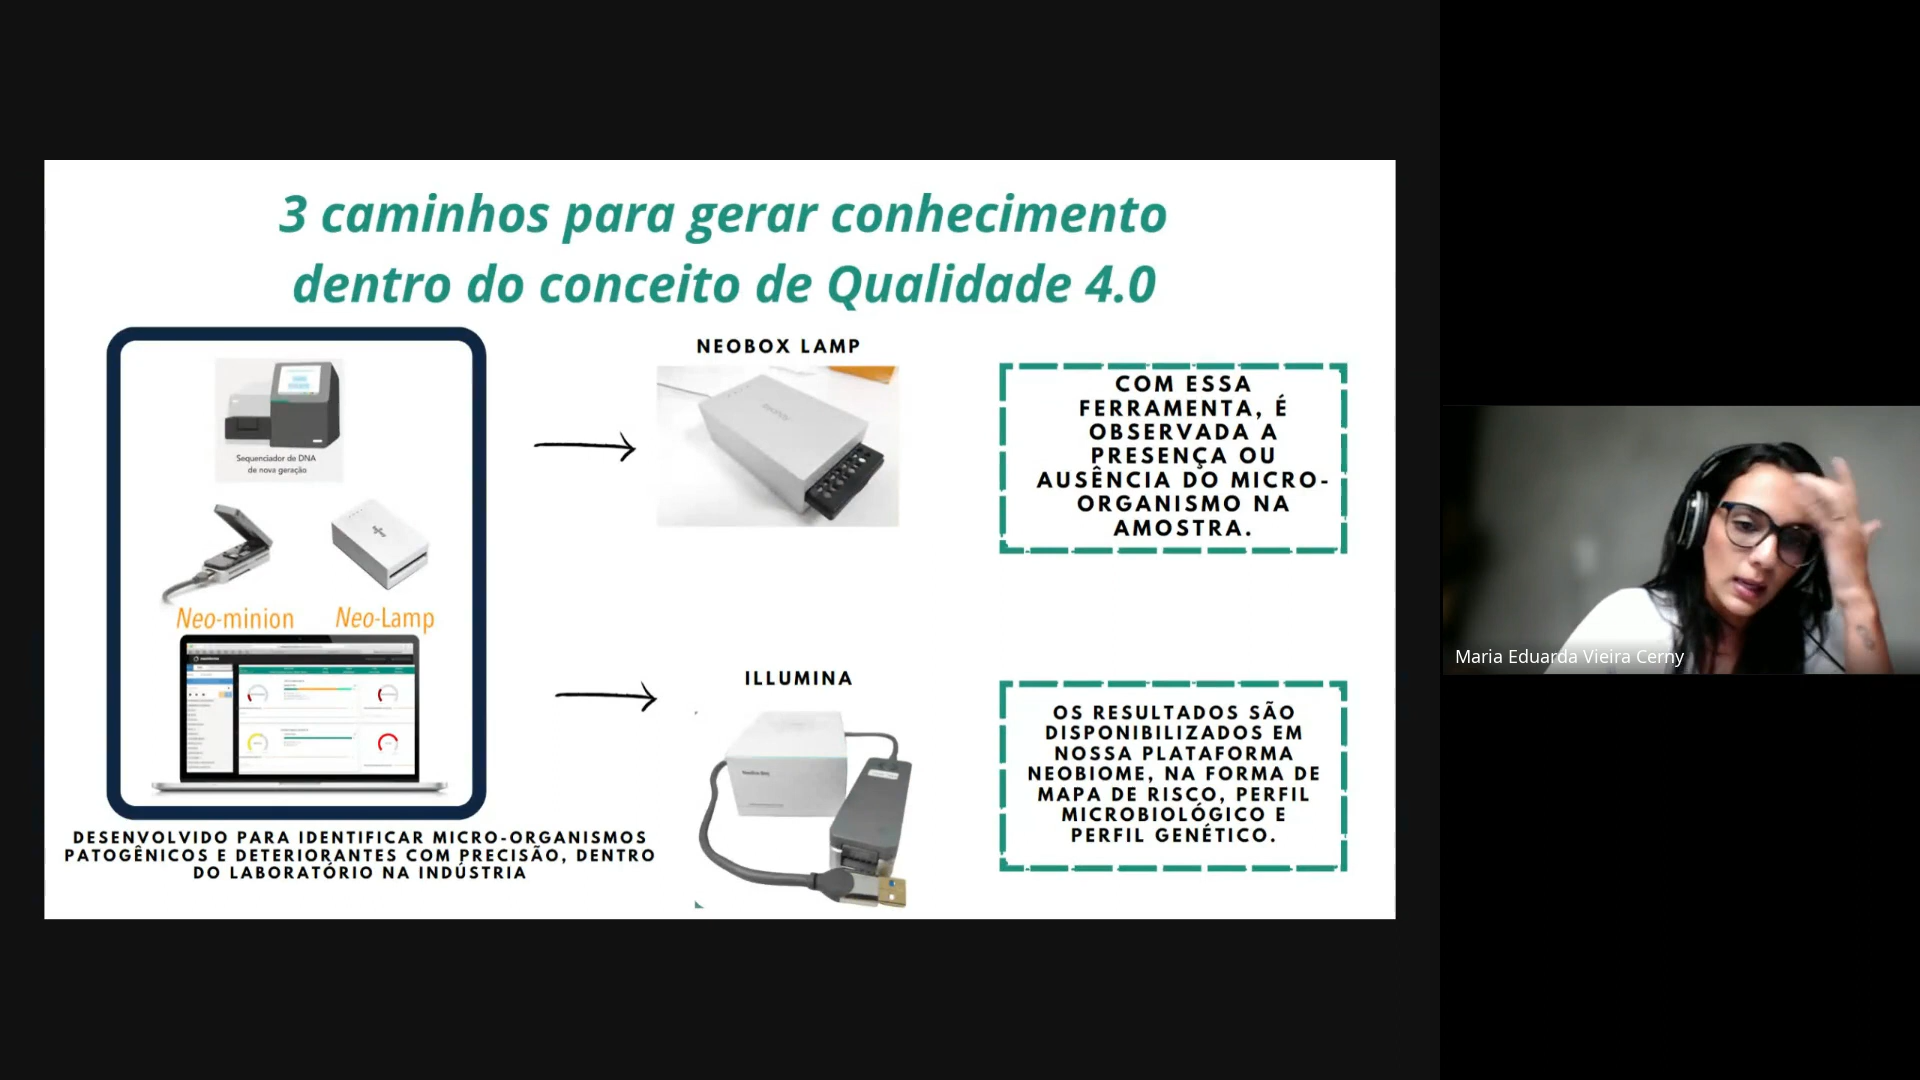 3 caminhos para gerar conhecimento
dentro do conceito de Qualidade 4.0
Sequenciador de DNA
de nova geração
Neo-minion
Neo-Lamp
DESENVOLVIDO PARA IDENTIFICAR MICRO-ORGANISMOS
PATOGÊNICOS E DETERIORANTES COM PRECISÃO, DENTRO
DO LABORATÓRIO NA INDÚSTRIA
NEOBOX LAMP
COM ESSA
FERRAMENTA, É
OBSERVADA A
PRESENÇA OU
AUSÊNCIA DO MICRO-
ORGANISMO NA
AMOSTRA.
ILLUMINA
OS RESULTADOS SÃO
DISPONIBILIZADOS EM
NOSSA PLATAFORMA
NEOBIOME, NA FORMA DE
MAPA DE RISCO, PERFIL
MICROBIOLÓGICO E
PERFIL GENÉTICO.
Maria Eduarda Vieira Cerny